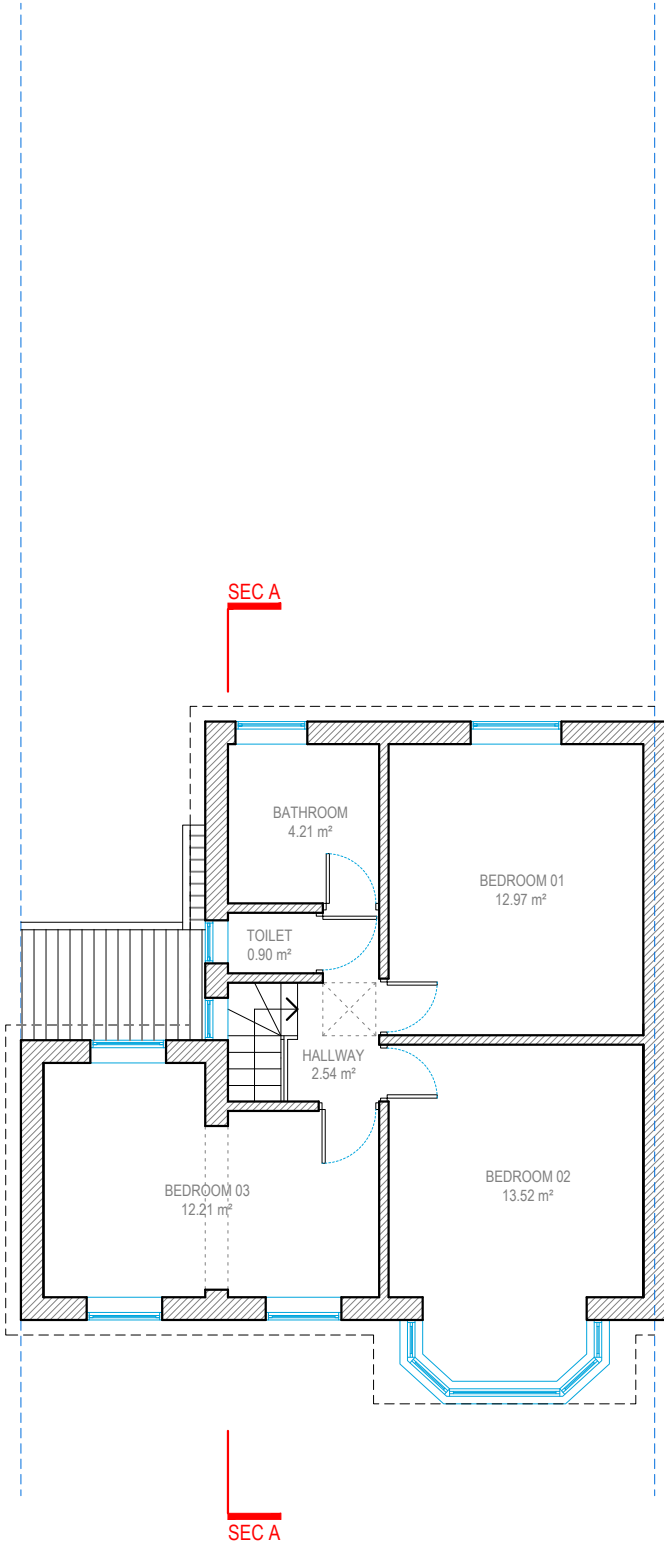 SEC A
BATHROOM
4.21 m²
BEDROOM 01
12.97 m²
TOILET
0.90 m²
HALLWAY
2.54 m²
BEDROOM 02
13.52 m²
BEDROOM 03
12.21 m²
SEC A